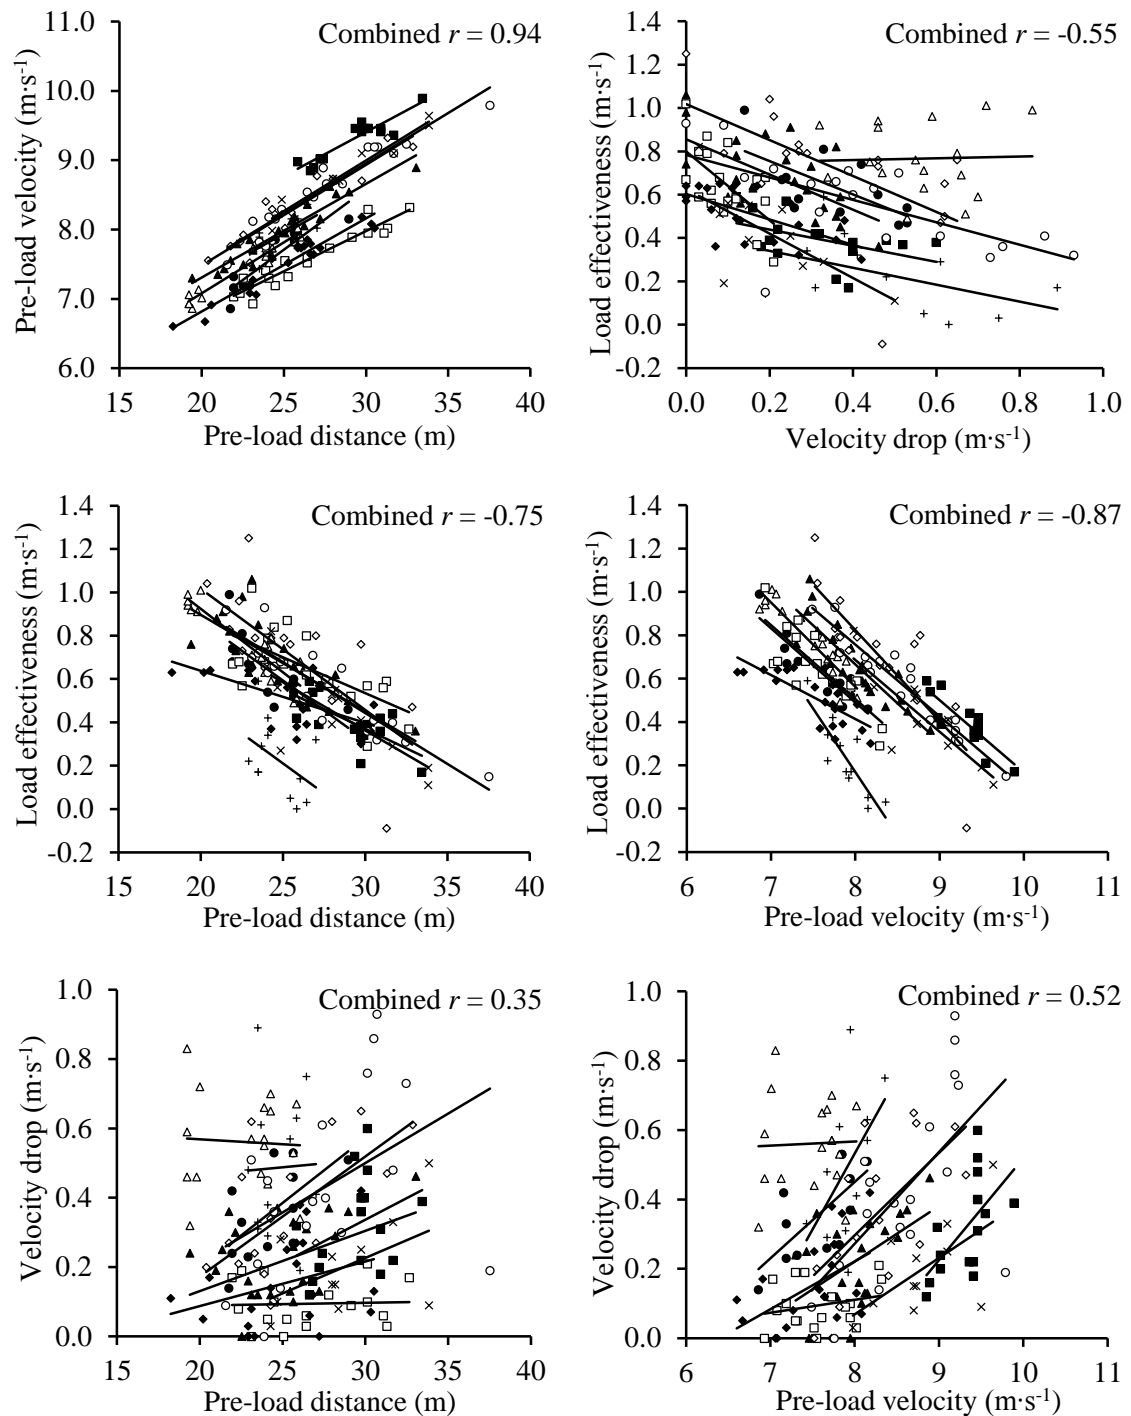 Combined r = 0.94
Pre-load velocity (m·s-1)
11.0
10.0
9.0
8.0
7.0
6.0
15 20 25 30 35 40
Pre-load distance (m)
Combined r = -0.55
Load effectiveness (m·s-1)
1.4
1.2
1.0
0.8
0.6
0.4
0.2
0.0
-0.2
0.0 0.2 0.4 0.6 0.8 1.0
Velocity drop (m·s-1)
Combined r = -0.75
Load effectiveness (m·s-1)
1.4
1.2
1.0
0.8
0.6
0.4
0.2
0.0
-0.2
15 20 25 30 35 40
Pre-load distance (m)
Combined r = -0.87
Load effectiveness (m·s-1)
1.4
1.2
1.0
0.8
0.6
0.4
0.2
0.0
-0.2
6 7 8 9 10 11
Pre-load velocity (m·s-1)
Combined r = 0.35
Velocity drop (m·s-1)
1.0
0.8
0.6
0.4
0.2
0.0
15 20 25 30 35 40
Pre-load distance (m)
Combined r = 0.52
Velocity drop (m·s-1)
1.0
0.8
0.6
0.4
0.2
0.0
6 7 8 9 10 11
Pre-load velocity (m·s-1)